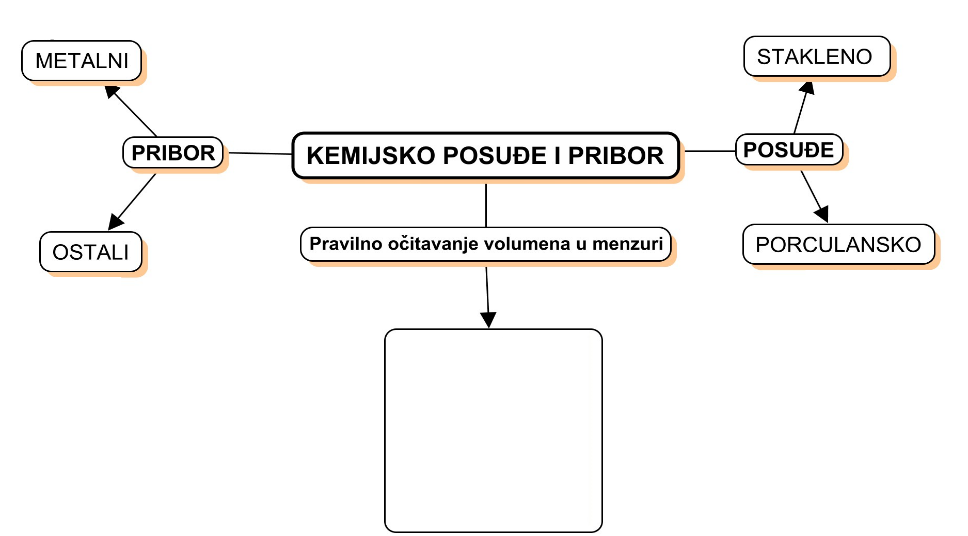 METALNI
STAKLENO
PRIBOR
KEMIJSKO POSUĐE I PRIBOR
POSUĐE
OSTALI
Pravilno očitavanje volumena u menzuri
PORCULANSKO